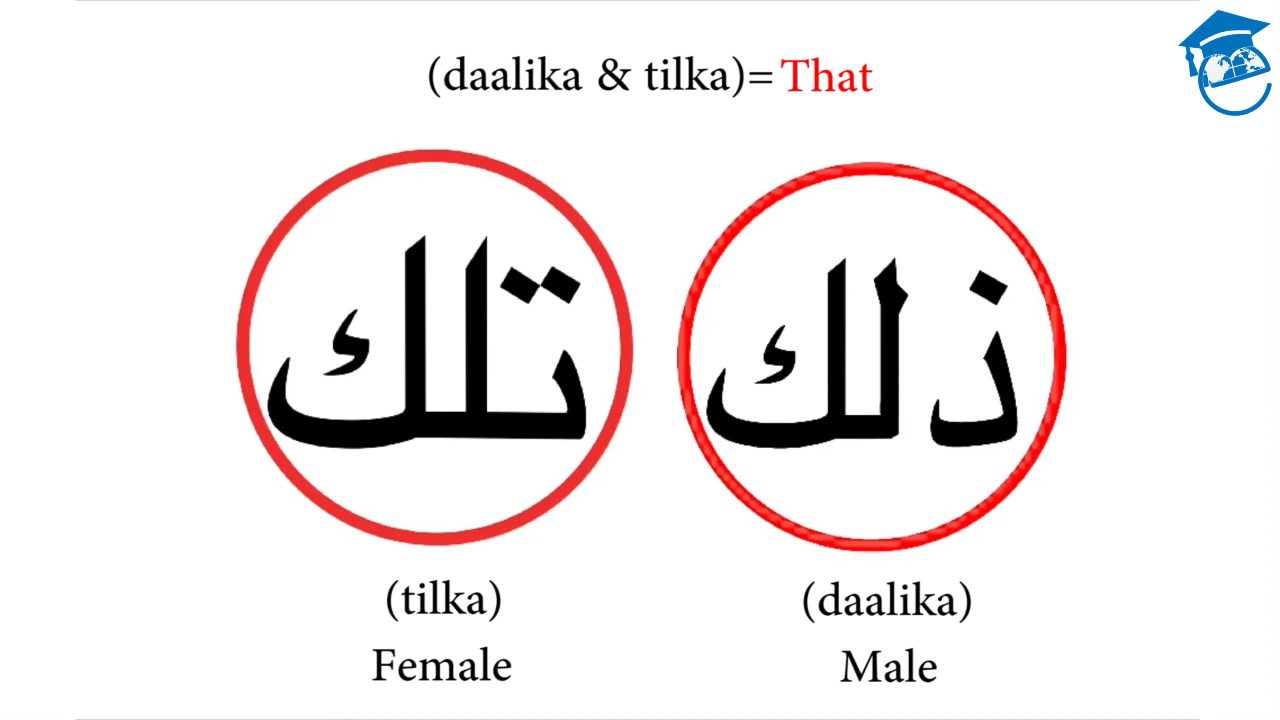 (daalika & tilka)=That
تلك
ذلك
(tilka)
(daalika)
Female
Male